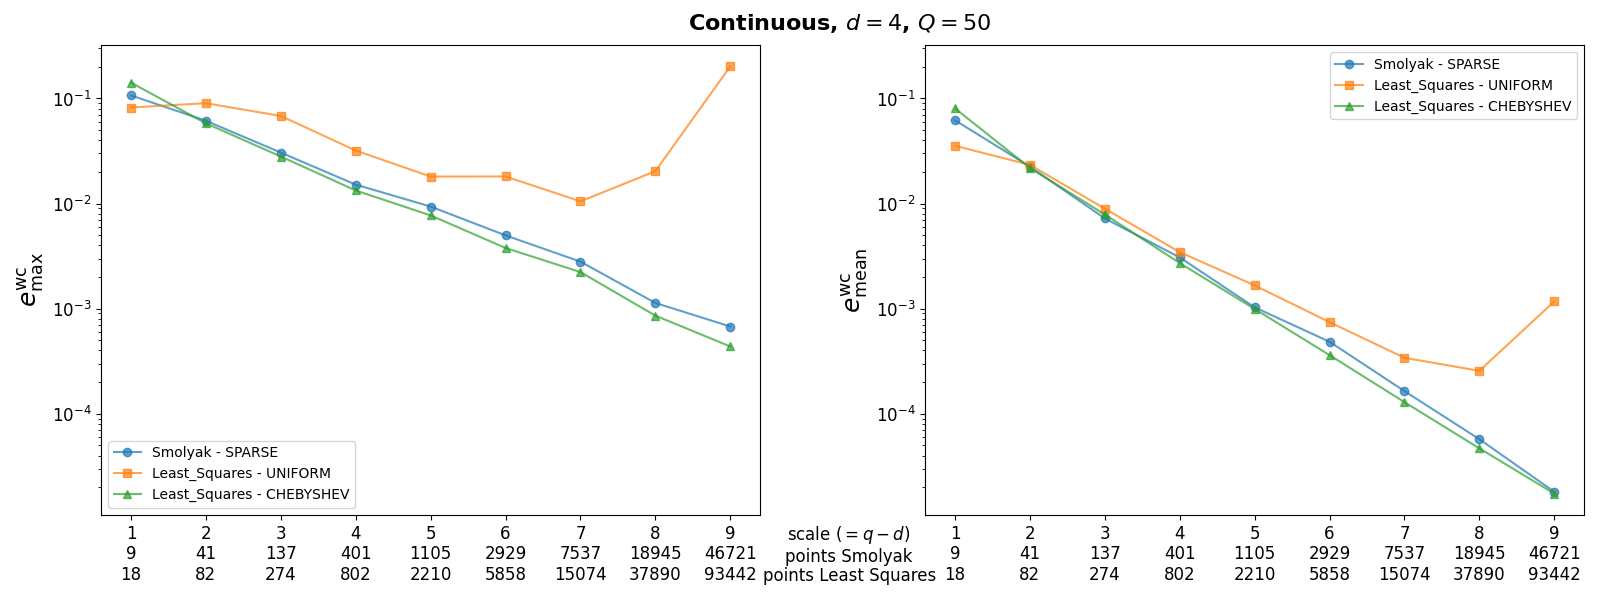 Continuous, d = 4, Q = 50
e^wc_max
10^−1
10^−2
10^−3
10^−4
Smolyak - SPARSE
Least_Squares - UNIFORM
Least_Squares - CHEBYSHEV
e^wc_mean
10^−1
10^−2
10^−3
10^−4
Smolyak - SPARSE
Least_Squares - UNIFORM
Least_Squares - CHEBYSHEV
1 2 3 4 5 6 7 8 9 scale (= q − d) 1 2 3 4 5 6 7 8 9
9 41 137 401 1105 2929 7537 18945 46721 points Smolyak 9 41 137 401 1105 2929 7537 18945 46721
18 82 274 802 2210 5858 15074 37890 93442 points Least Squares 18 82 274 802 2210 5858 15074 37890 93442